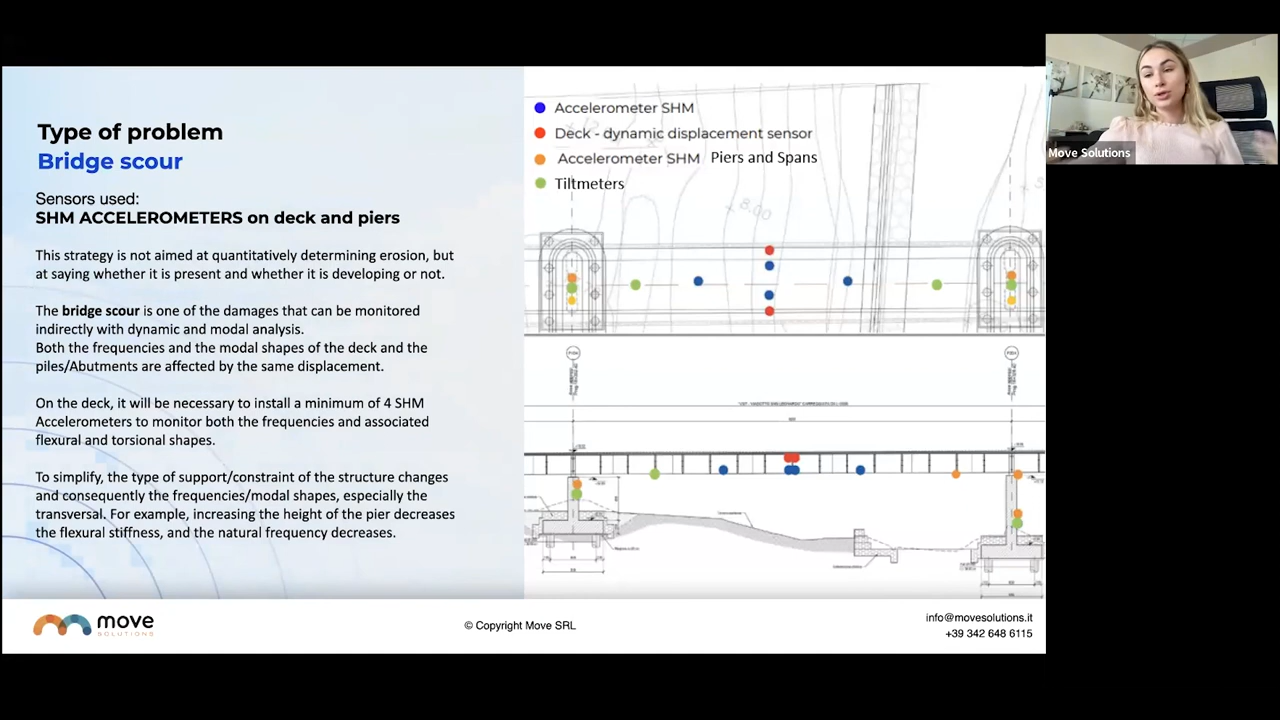 Type of problem
Bridge scour
Sensors used:
SHM ACCELEROMETERS on deck and piers
This strategy is not aimed at quantitatively determining erosion, but
at saying whether it is present and whether it is developing or not.
The bridge scour is one of the damages that can be monitored
indirectly with dynamic and modal analysis.
Both the frequencies and the modal shapes of the deck and the
piles/Abutments are affected by the same displacement.
On the deck, it will be necessary to install a minimum of 4 SHM
Accelerometers to monitor both the frequencies and associated
flexural and torsional shapes.
To simplify, the type of support/constraint of the structure changes
and consequently the frequencies/modal shapes, especially the
transversal. For example, increasing the height of the pier decreases
the flexural stiffness, and the natural frequency decreases.
Accelerometer SHM
Deck - dynamic displacement sensor
Accelerometer SHM Piers and Spans
Tiltmeters
8.00
move
SOLUTIONS
© Copyright Move SRL
info@movesolutions.it
+39 342 648 6115
Move Solutions